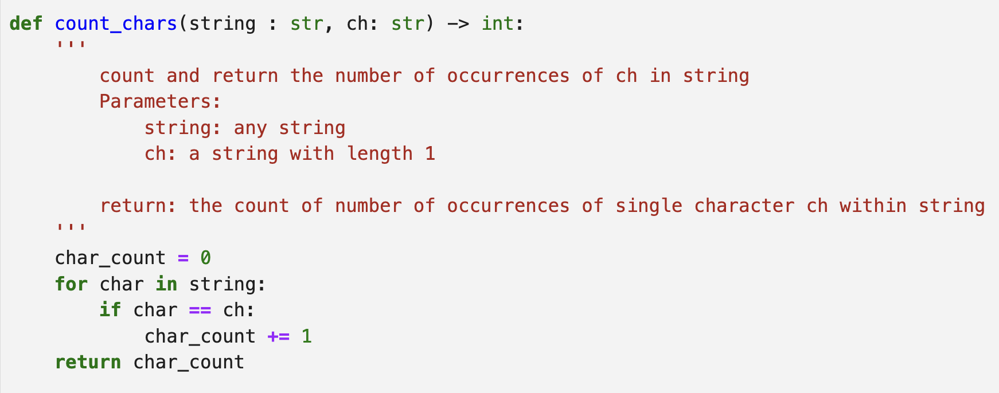 def count_chars(string : str, ch: str) -> int:
    '''
        count and return the number of occurrences of ch in string
        Parameters:
            string: any string
            ch: a string with length 1

        return: the count of number of occurrences of single character ch within string
    '''
    char_count = 0
    for char in string:
        if char == ch:
            char_count += 1
    return char_count